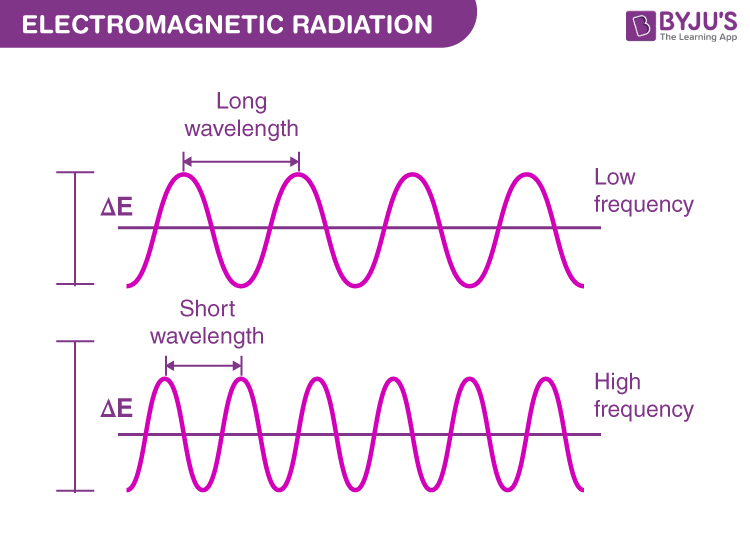 ELECTROMAGNETIC RADIATION
BYJU'S
The Learning App
Long
wavelength
Low
frequency
ΔE
Short
wavelength
High
frequency
ΔE